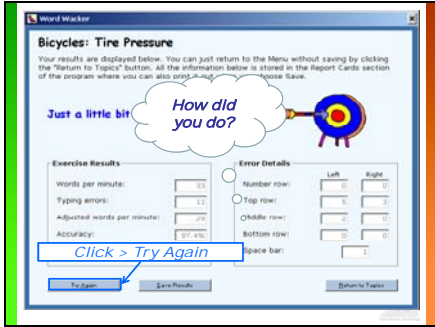 Word Wacker
Bicycles: Tire Pressure
Your results are displayed below. You can just return to the Menu without saving by clicking
the "Return to Topics" button. All the information below is stored in the Report Cards section
of the program where you can also print it out choose Save.
Just a little bit
How did
you do?
Exercise Results
Words per minute: 33
Typing errors: 11
Adjusted words per minute: 29
Accuracy: 97.4%
Click > Try Again
Try Again
Save Results
Error Details
Left Right
Number row: 0 0
Top row: 5 3
Middle row: 2 0
Bottom row: 0 0
Space bar: 1
Return to Topics